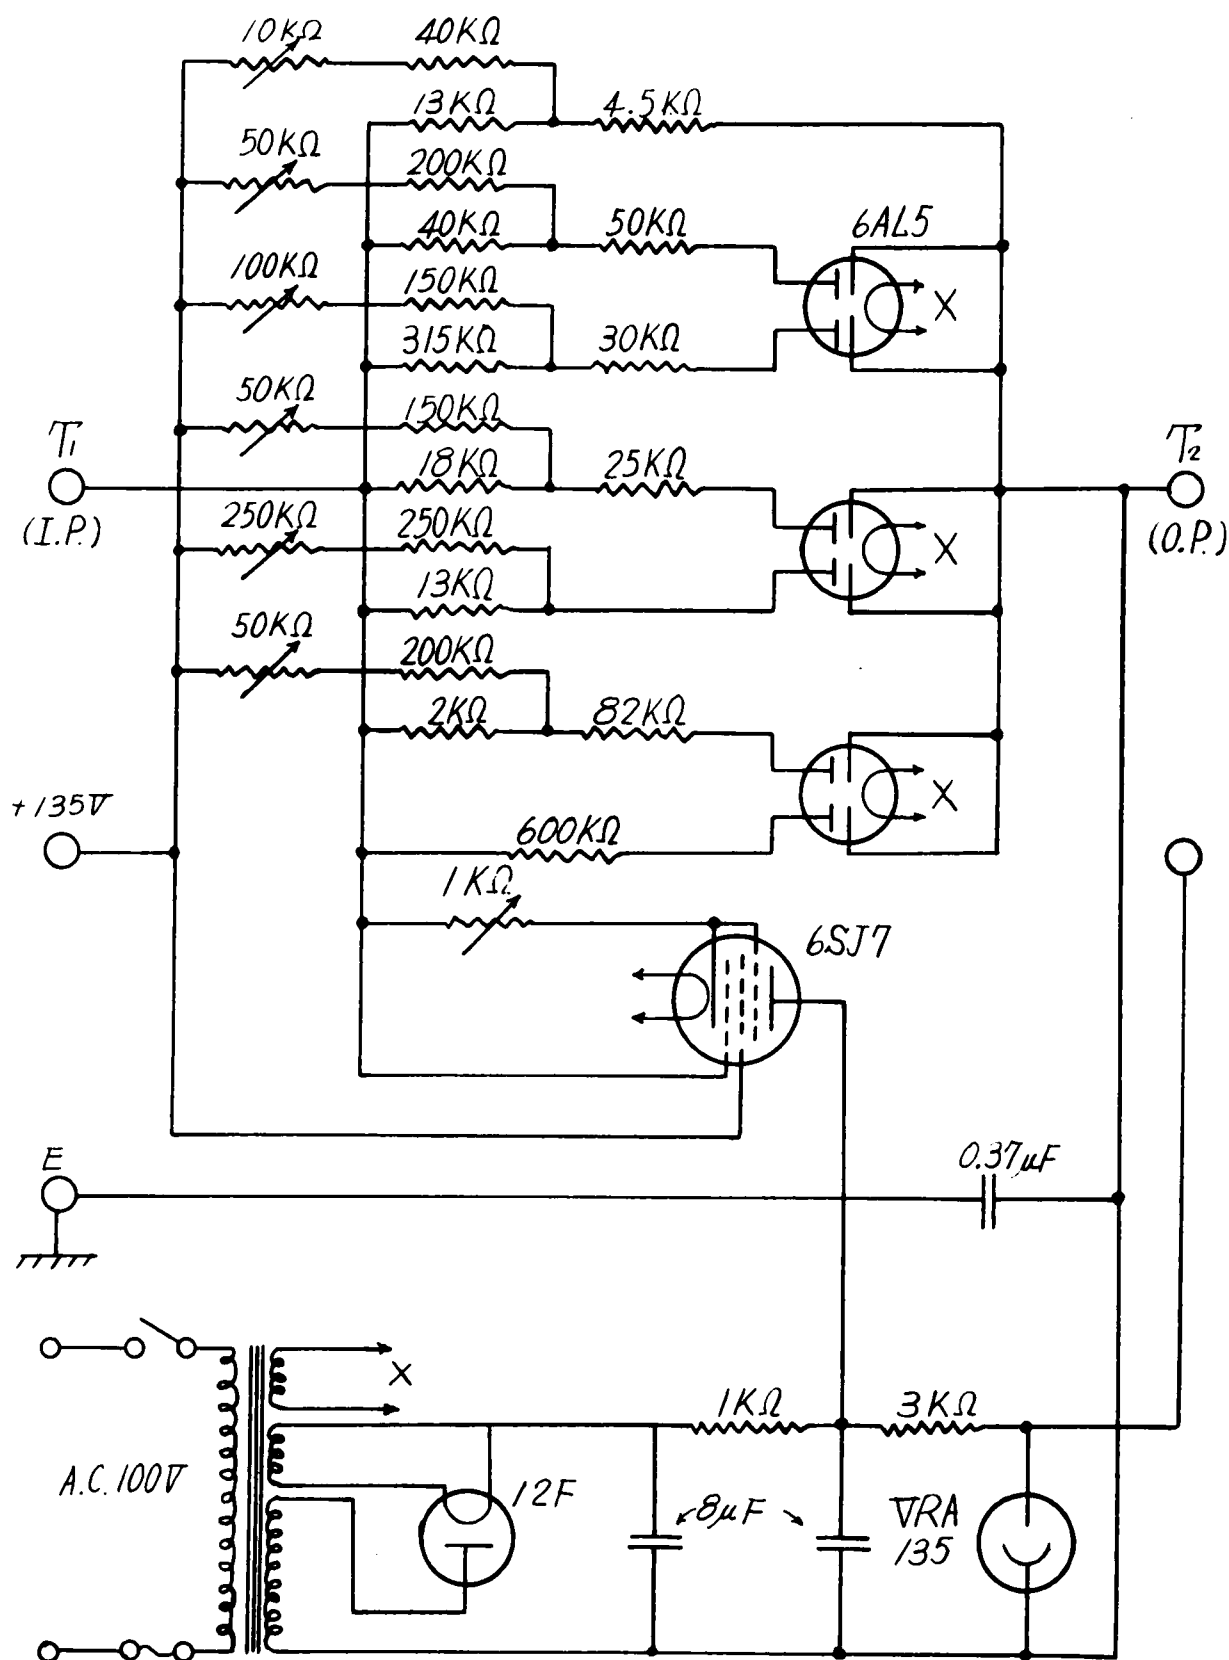 10KΩ 40KΩ
13KΩ 4.5KΩ
50KΩ 200KΩ
40KΩ 50KΩ 6AL5
100KΩ 150KΩ X
315KΩ 30KΩ
50KΩ 150KΩ
T1 18KΩ 25KΩ T2
(I.P.) 250KΩ 250KΩ X (O.P.)
13KΩ
50KΩ 200KΩ
2KΩ 82KΩ
+135V X
600KΩ
1KΩ
6SJ7
E 0.37μF
X
1KΩ 3KΩ
A.C. 100V 12F 8μF VRA
135